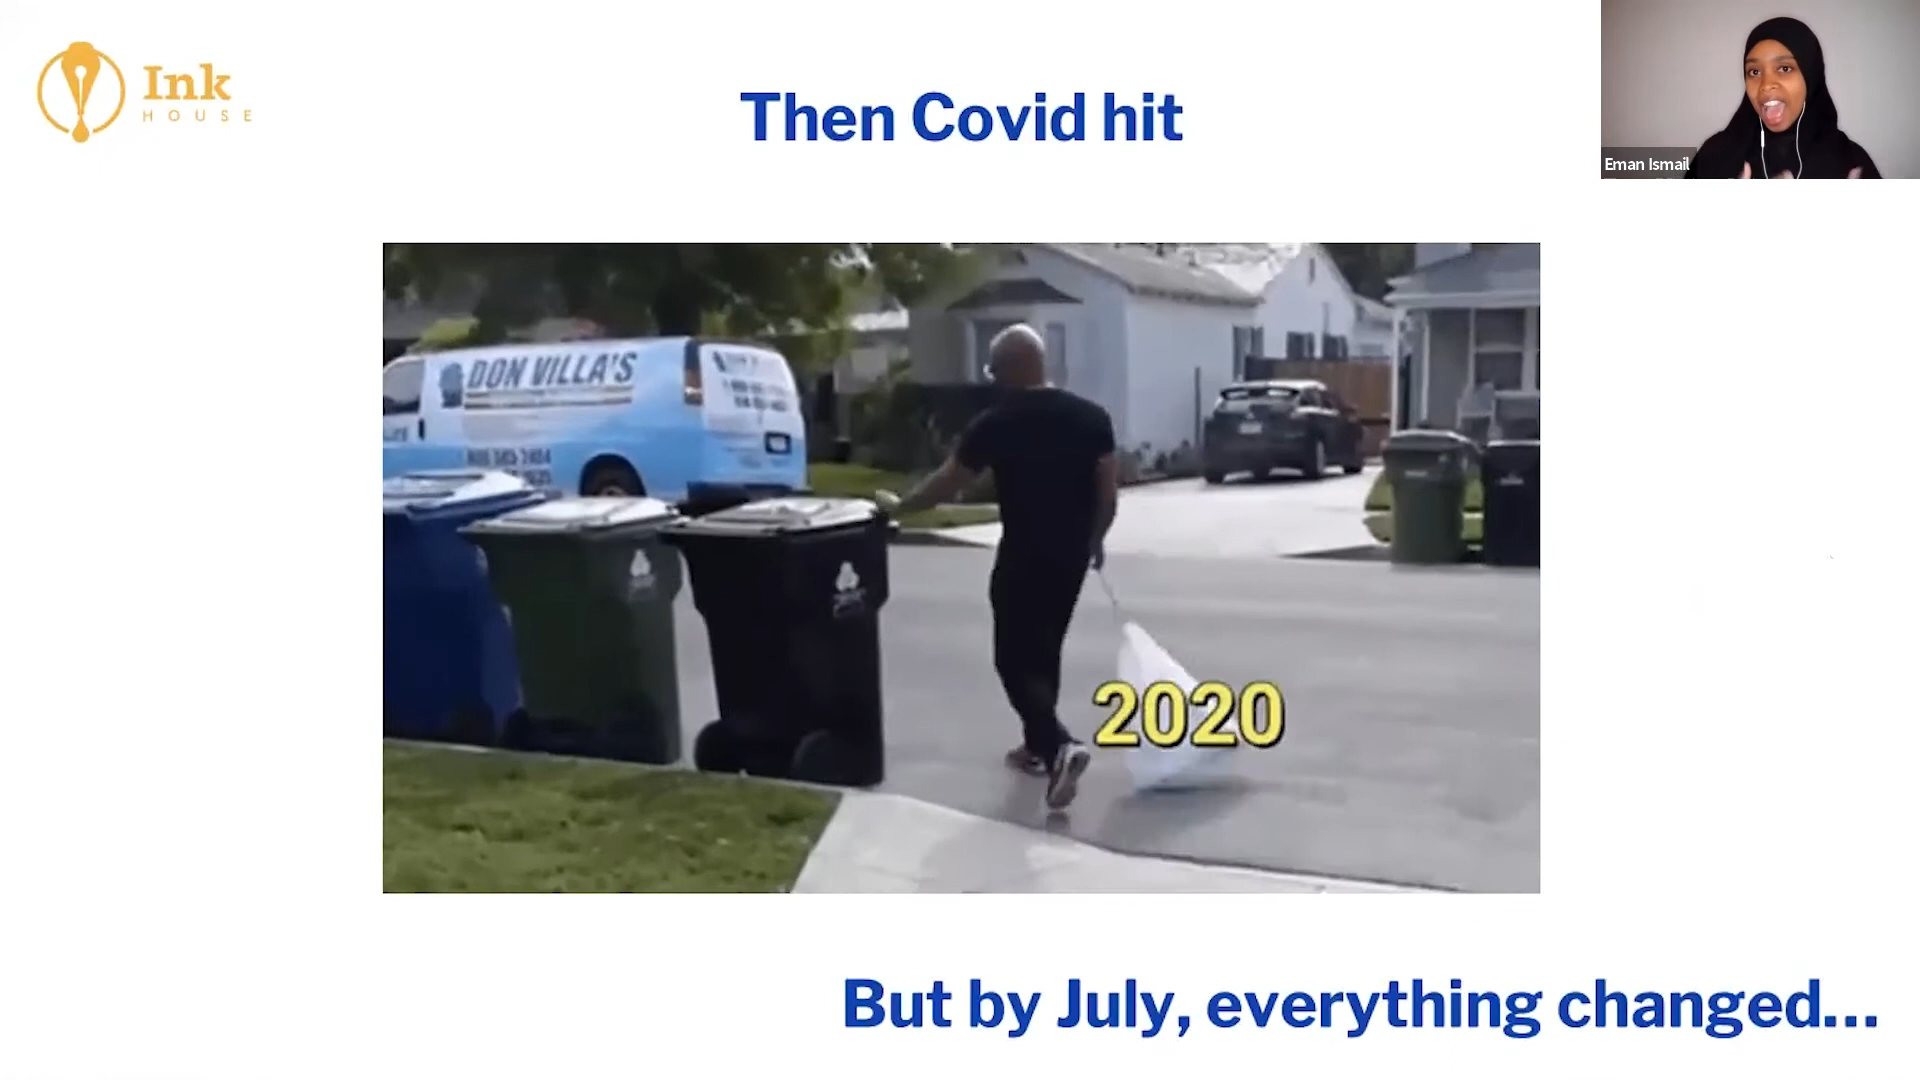 Ink
HOUSE
Then Covid hit
Eman Ismail
DON VILLA'S
2020
But by July, everything changed...